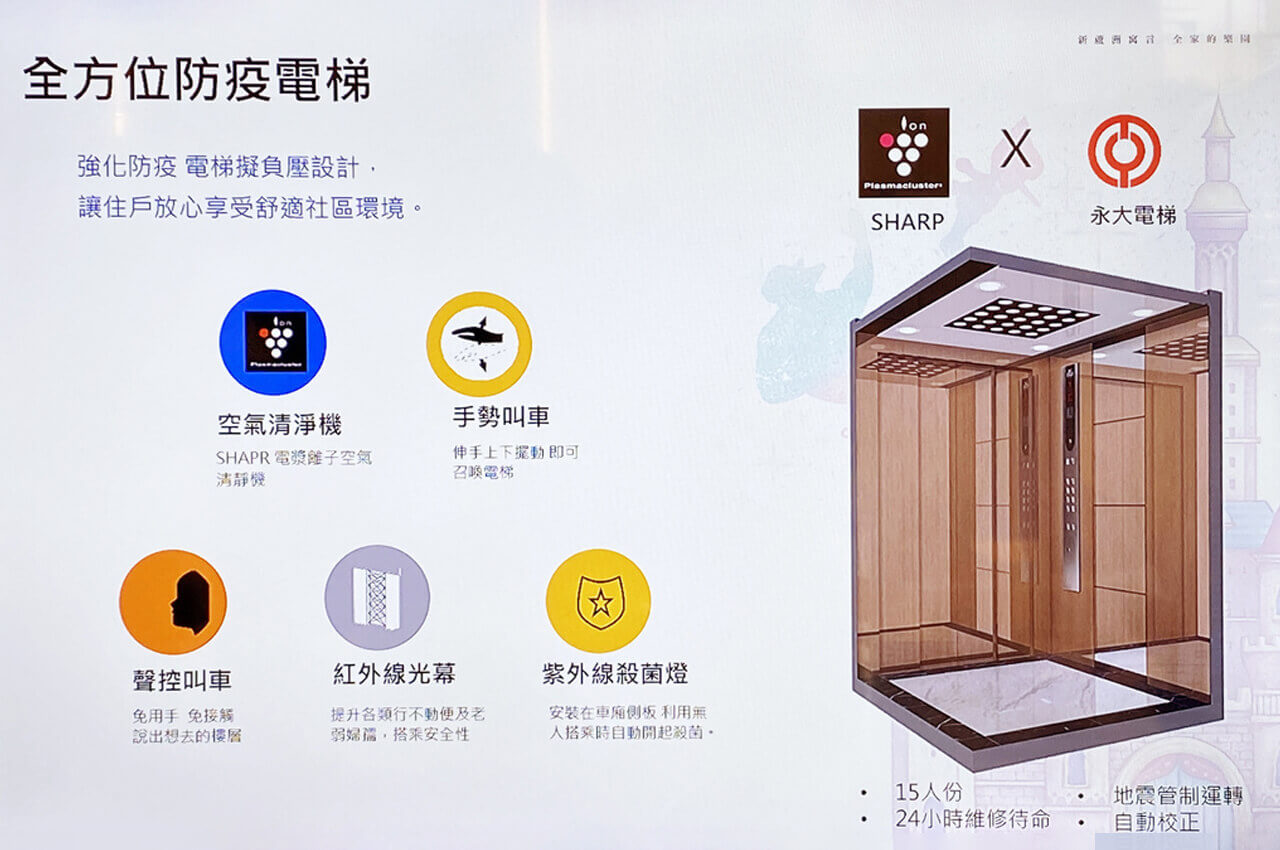 新蘆洲寓言 全家的樂園
全方位防疫電梯
強化防疫 電梯擬負壓設計，
讓住戶放心享受舒適社區環境。
Ion
Plasmacluster
SHARP
X
永大電梯
Ion
Plasmacluster
空氣清淨機
SHAPR 電漿離子空氣
清靜機
手勢叫車
伸手上下擺動 即可
召喚電梯
聲控叫車
免用手 免接觸
說出想去的樓層
紅外線光幕
提升各類行不動便及老
弱婦孺，搭乘安全性
紫外線殺菌燈
安裝在車廂側板 利用無
人搭乘時自動開起殺菌。
• 15人份
• 24小時維修待命
• 地震管制運轉
• 自動校正